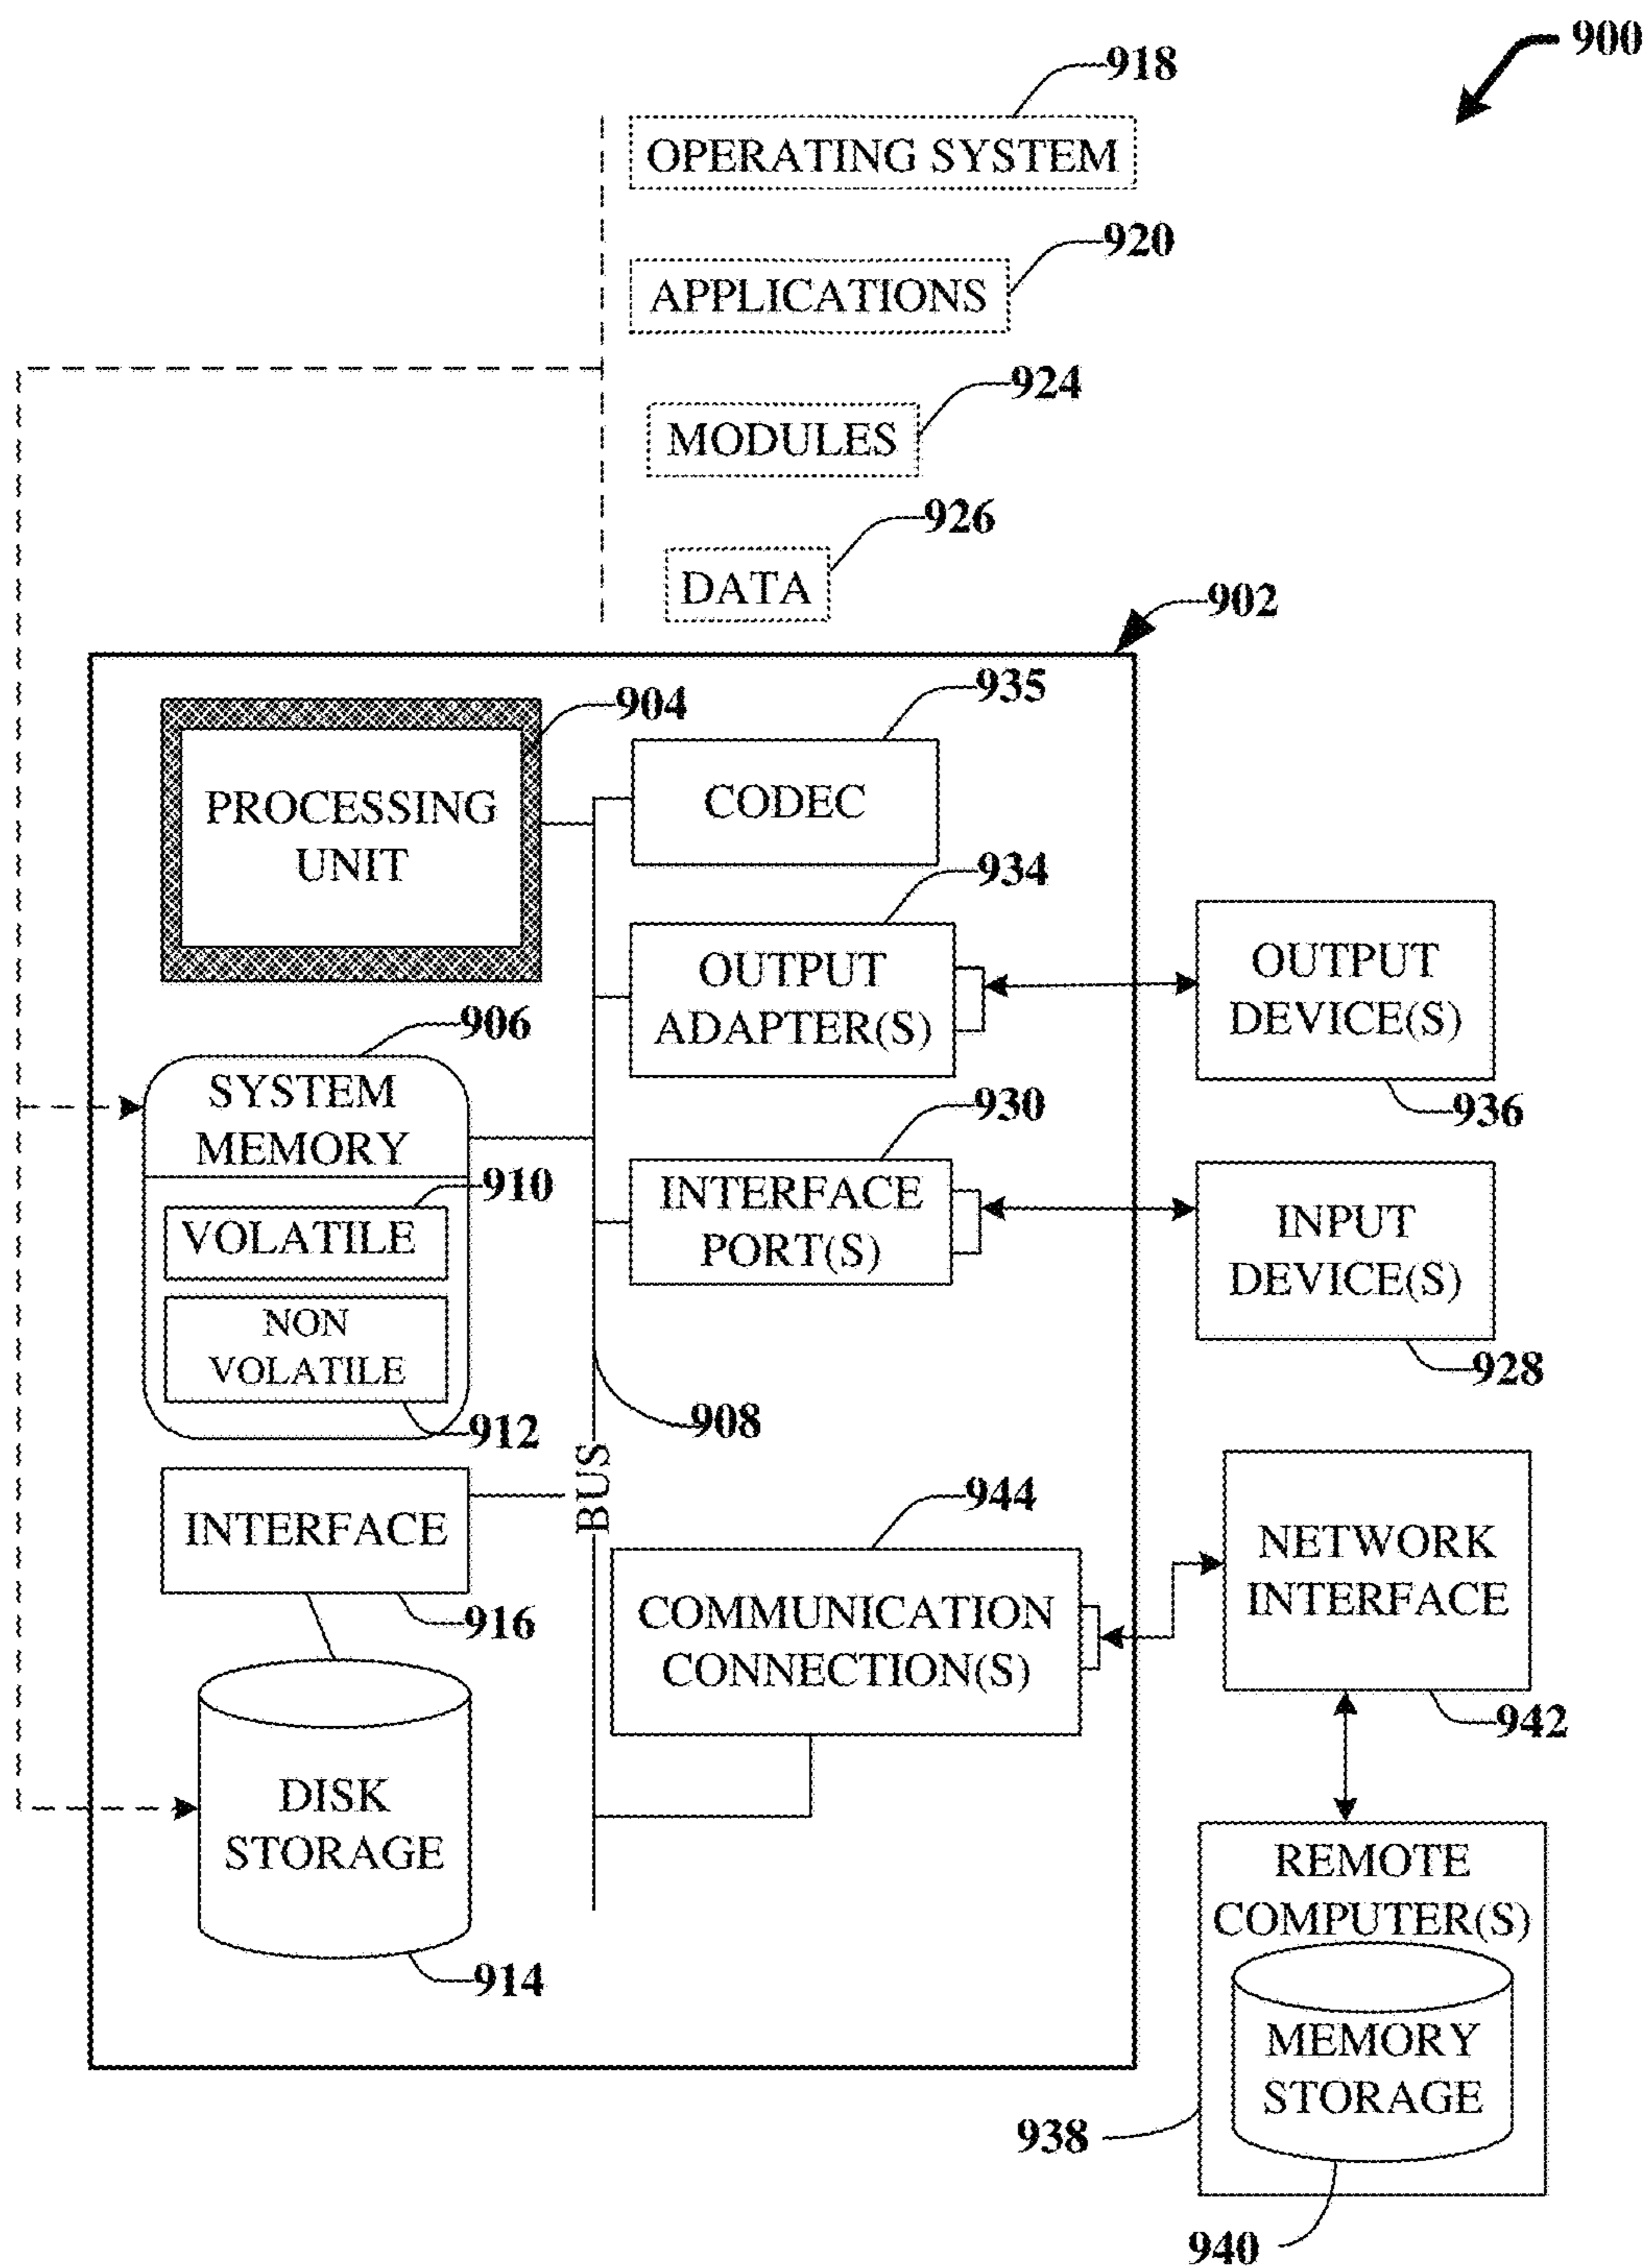 900
918
OPERATING SYSTEM
920
APPLICATIONS
924
MODULES
926
DATA
902
904
PROCESSING
UNIT
935
CODEC
934
OUTPUT
ADAPTER(S)
OUTPUT
DEVICE(S)
936
906
SYSTEM
MEMORY
910
VOLATILE
NON
VOLATILE
912
930
INTERFACE
PORT(S)
INPUT
DEVICE(S)
928
908
BUS
INTERFACE
916
944
COMMUNICATION
CONNECTION(S)
NETWORK
INTERFACE
942
DISK
STORAGE
914
REMOTE
COMPUTER(S)
MEMORY
STORAGE
938
940